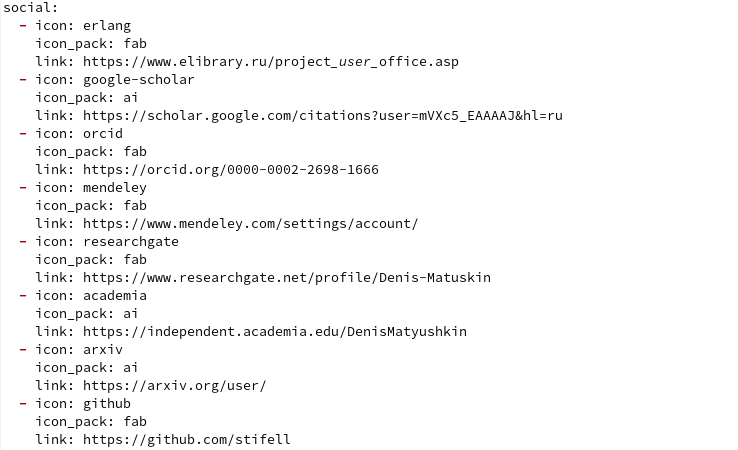 social:
  - icon: erlang
    icon_pack: fab
    link: https://www.elibrary.ru/project_user_office.asp
  - icon: google-scholar
    icon_pack: ai
    link: https://scholar.google.com/citations?user=mVXc5_EAAAAJ&hl=ru
  - icon: orcid
    icon_pack: fab
    link: https://orcid.org/0000-0002-2698-1666
  - icon: mendeley
    icon_pack: fab
    link: https://www.mendeley.com/settings/account/
  - icon: researchgate
    icon_pack: fab
    link: https://www.researchgate.net/profile/Denis-Matuskin
  - icon: academia
    icon_pack: ai
    link: https://independent.academia.edu/DenisMatyushkin
  - icon: arxiv
    icon_pack: ai
    link: https://arxiv.org/user/
  - icon: github
    icon_pack: fab
    link: https://github.com/stifell